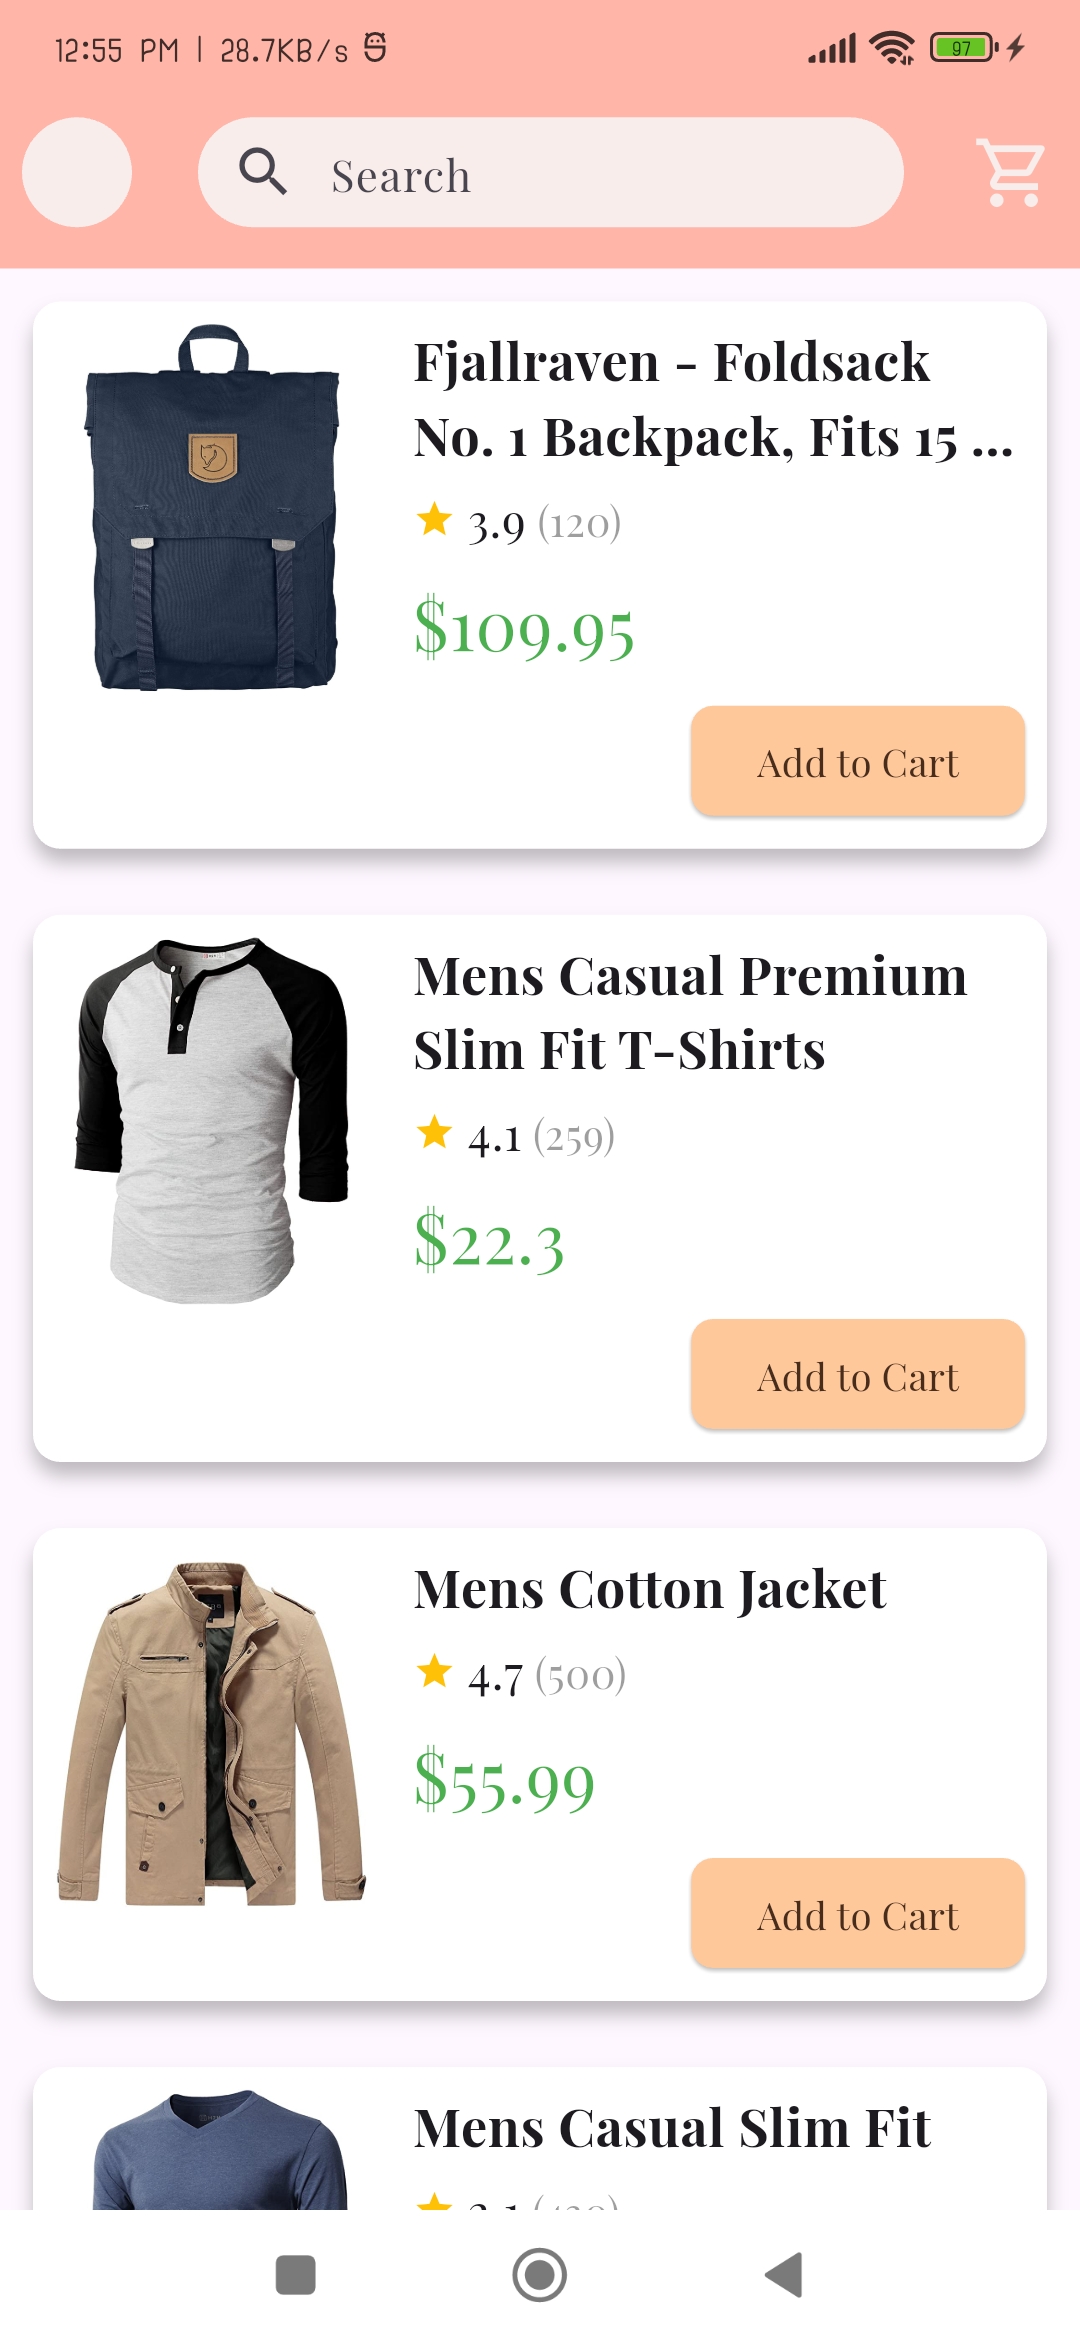 12:55 PM | 28.7KB/s
97
Search
Fjallraven - Foldsack
No. 1 Backpack, Fits 15 ...
3.9 (120)
$109.95
Add to Cart
Mens Casual Premium
Slim Fit T-Shirts
4.1 (259)
$22.3
Add to Cart
Mens Cotton Jacket
4.7 (500)
$55.99
Add to Cart
Mens Casual Slim Fit